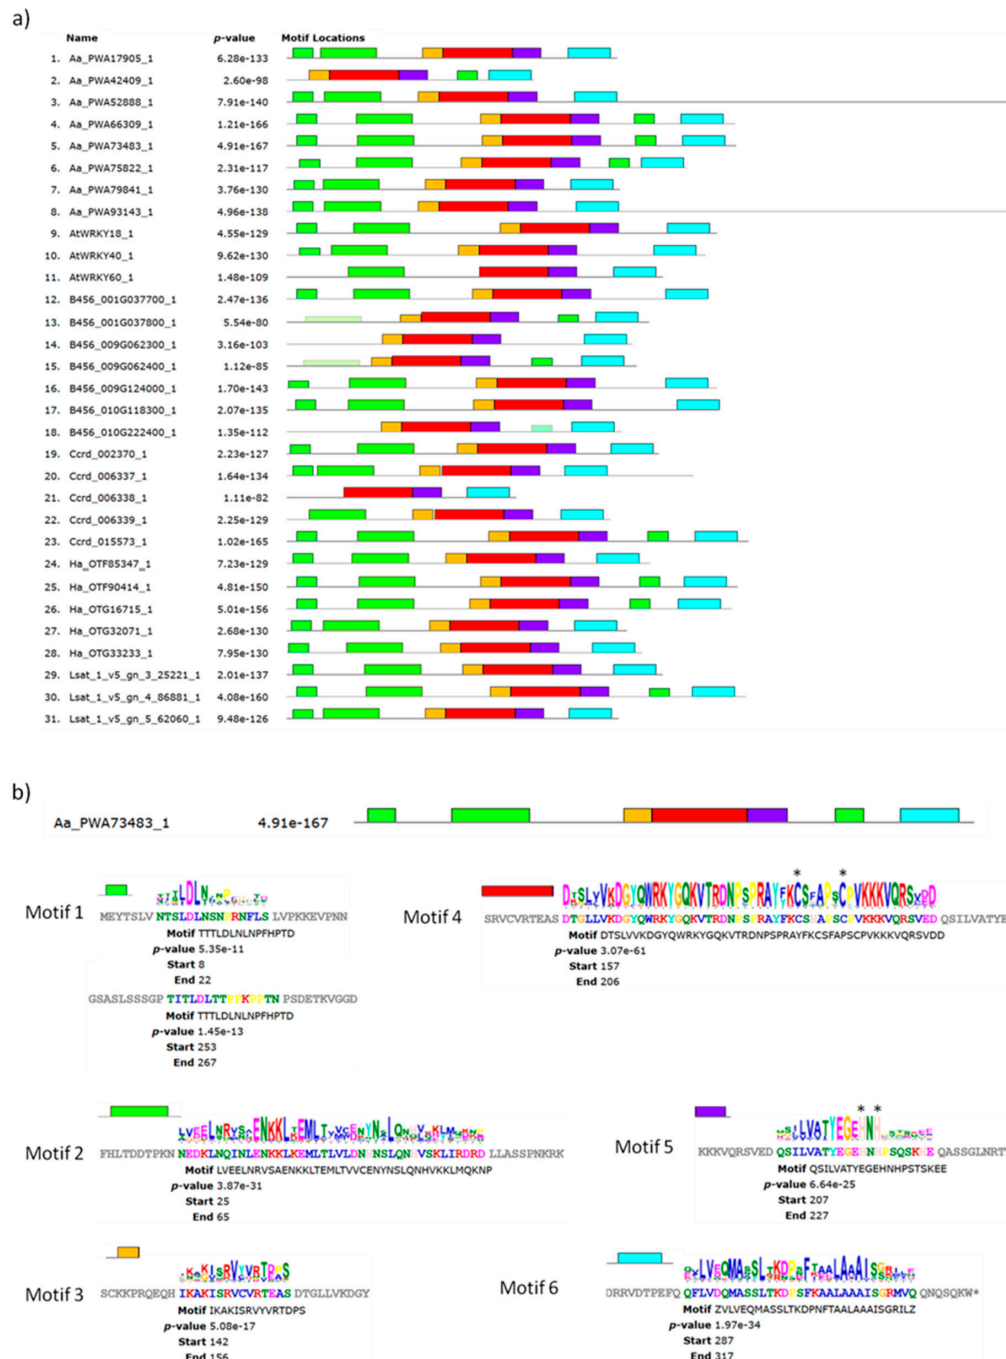 a)
Name p-value Motif Locations
1. Aa_PWA17905_1 6.28e-133
2. Aa_PWA42409_1 2.60e-98
3. Aa_PWA52888_1 7.91e-140
4. Aa_PWA66309_1 1.21e-166
5. Aa_PWA73483_1 4.91e-167
6. Aa_PWA75822_1 2.31e-117
7. Aa_PWA79841_1 3.76e-130
8. Aa_PWA93143_1 4.96e-138
9. AtWRKY18_1 4.55e-129
10. AtWRKY40_1 9.62e-130
11. AtWRKY60_1 1.48e-109
12. B456_001G037700_1 2.47e-136
13. B456_001G037800_1 5.54e-80
14. B456_009G062300_1 3.16e-103
15. B456_009G062400_1 1.12e-85
16. B456_009G124000_1 1.70e-143
17. B456_010G118300_1 2.07e-135
18. B456_010G222400_1 1.35e-112
19. Ccrd_002370_1 2.23e-127
20. Ccrd_006337_1 1.64e-134
21. Ccrd_006338_1 1.11e-82
22. Ccrd_006339_1 2.25e-129
23. Ccrd_015573_1 1.02e-165
24. Ha_OTF85347_1 7.23e-129
25. Ha_OTF90414_1 4.81e-150
26. Ha_OTG16715_1 5.01e-156
27. Ha_OTG32071_1 2.68e-130
28. Ha_OTG33233_1 7.95e-130
29. Lsat_1_v5_gn_3_25221_1 2.01e-137
30. Lsat_1_v5_gn_4_86881_1 4.08e-160
31. Lsat_1_v5_gn_5_62060_1 9.48e-126
b)
Aa_PWA73483_1 4.91e-167
Motif 1
MEYTSLV NTSLDLNSNPRNFLS LVPKKEVPNN
Motif TTTLDLNLNPFHPTD
p-value 5.35e-11
Start 8
End 22
GSASLSSSGP TITLDLTTPPKPPTN PSDETKVGGD
Motif TTTLDLNLNPFHPTD
p-value 1.45e-13
Start 253
End 267
Motif 4
* *
SRVCVRTEAS DTGLLVKDGYQWRKYGQKVTRDNPSPRAYFKCSHAPSCPVKKKVQRSVED QSILVATYE
Motif DTSLVVKDGYQWRKYGQKVTRDNPSPRAYFKCSFAPSCPVKKKVQRSVDD
p-value 3.07e-61
Start 157
End 206
Motif 2
FHLTDDTPKNN NEDKLNQINLENKKLKEMLTLVLDNHNSLQNHVSKLIRDRD LLASSPNKRK
Motif LVEELNRVSAENKKLTEMLTVVCENYNSLQNHVKKLMQKNP
p-value 3.87e-31
Start 25
End 65
Motif 5
* *
KKKVQRSVED QSILVATYEGEHNHPSQSKHE QASSGLNRT
Motif QSILVATYEGEHNHPSTSKEE
p-value 6.64e-25
Start 207
End 227
Motif 3
SCKKPRQEQH IKAKISRVCVRTEAS DTGLLVKDGY
Motif IKAKISRVYVRTDPS
p-value 5.08e-17
Start 142
End 156
Motif 6
DRRVDTPEFQ QFLVDQMASSLTKDPSFKAALAAAISGRMVQ QNQSQKW*
Motif ZVLVEQMASSLTKDPNFTAALAAAISGRILZ
p-value 1.97e-34
Start 287
End 317